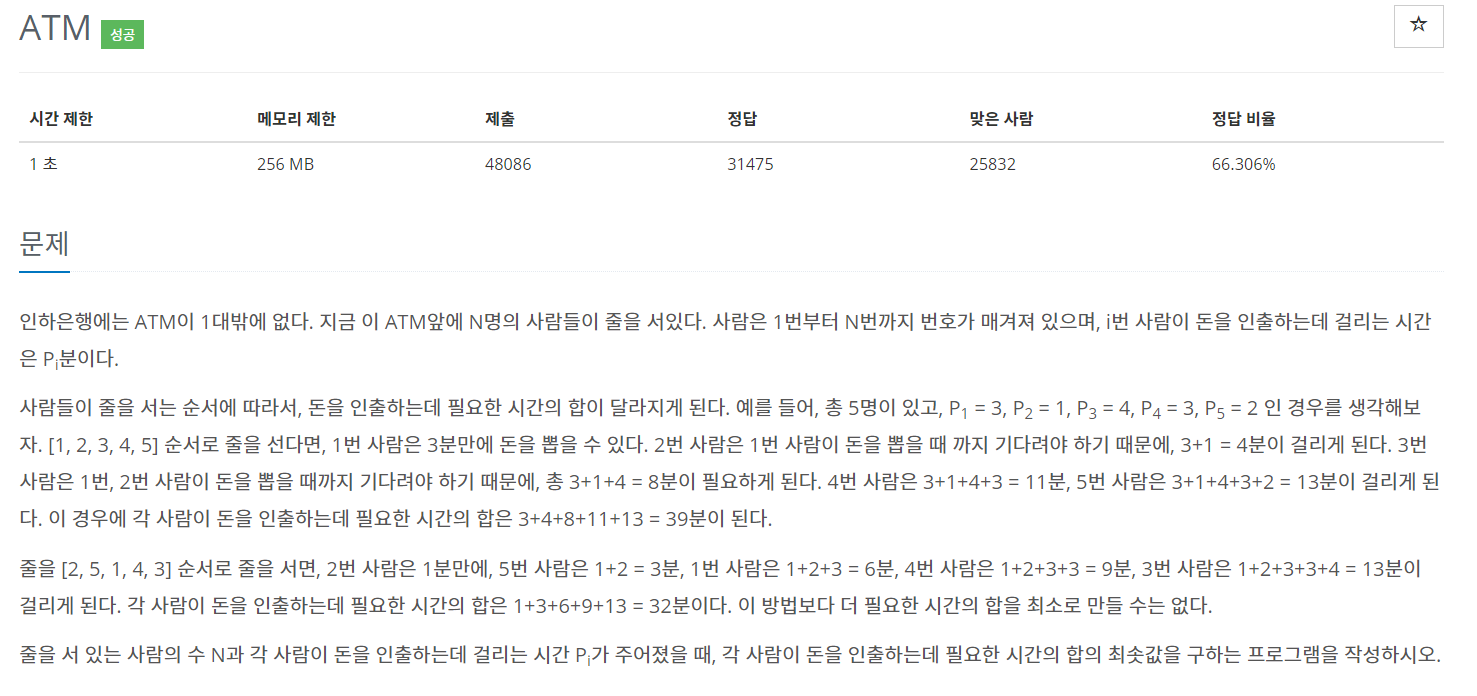 ATM 성공
☆
시간 제한 메모리 제한 제출 정답 맞은 사람 정답 비율
1 초 256 MB 48086 31475 25832 66.306%
문제
인하은행에는 ATM이 1대밖에 없다. 지금 이 ATM앞에 N명의 사람들이 줄을 서있다. 사람은 1번부터 N번까지 번호가 매겨져 있으며, i번 사람이 돈을 인출하는데 걸리는 시간
은 Pi분이다.
사람들이 줄을 서는 순서에 따라서, 돈을 인출하는데 필요한 시간의 합이 달라지게 된다. 예를 들어, 총 5명이 있고, P1 = 3, P2 = 1, P3 = 4, P4 = 3, P5 = 2 인 경우를 생각해보
자. [1, 2, 3, 4, 5] 순서로 줄을 선다면, 1번 사람은 3분만에 돈을 뽑을 수 있다. 2번 사람은 1번 사람이 돈을 뽑을 때 까지 기다려야 하기 때문에, 3+1 = 4분이 걸리게 된다. 3번
사람은 1번, 2번 사람이 돈을 뽑을 때까지 기다려야 하기 때문에, 총 3+1+4 = 8분이 필요하게 된다. 4번 사람은 3+1+4+3 = 11분, 5번 사람은 3+1+4+3+2 = 13분이 걸리게 된
다. 이 경우에 각 사람이 돈을 인출하는데 필요한 시간의 합은 3+4+8+11+13 = 39분이 된다.
줄을 [2, 5, 1, 4, 3] 순서로 줄을 서면, 2번 사람은 1분만에, 5번 사람은 1+2 = 3분, 1번 사람은 1+2+3 = 6분, 4번 사람은 1+2+3+3 = 9분, 3번 사람은 1+2+3+3+4 = 13분이
걸리게 된다. 각 사람이 돈을 인출하는데 필요한 시간의 합은 1+3+6+9+13 = 32분이다. 이 방법보다 더 필요한 시간의 합을 최소로 만들 수는 없다.
줄을 서 있는 사람의 수 N과 각 사람이 돈을 인출하는데 걸리는 시간 Pi가 주어졌을 때, 각 사람이 돈을 인출하는데 필요한 시간의 합의 최솟값을 구하는 프로그램을 작성하시오.